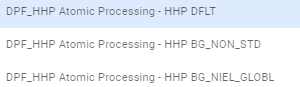 DPF_HHP Atomic Processing - HHP DFLT
DPF_HHP Atomic Processing - HHP BG_NON_STD
DPF_HHP Atomic Processing - HHP BG_NIEL_GLOBL